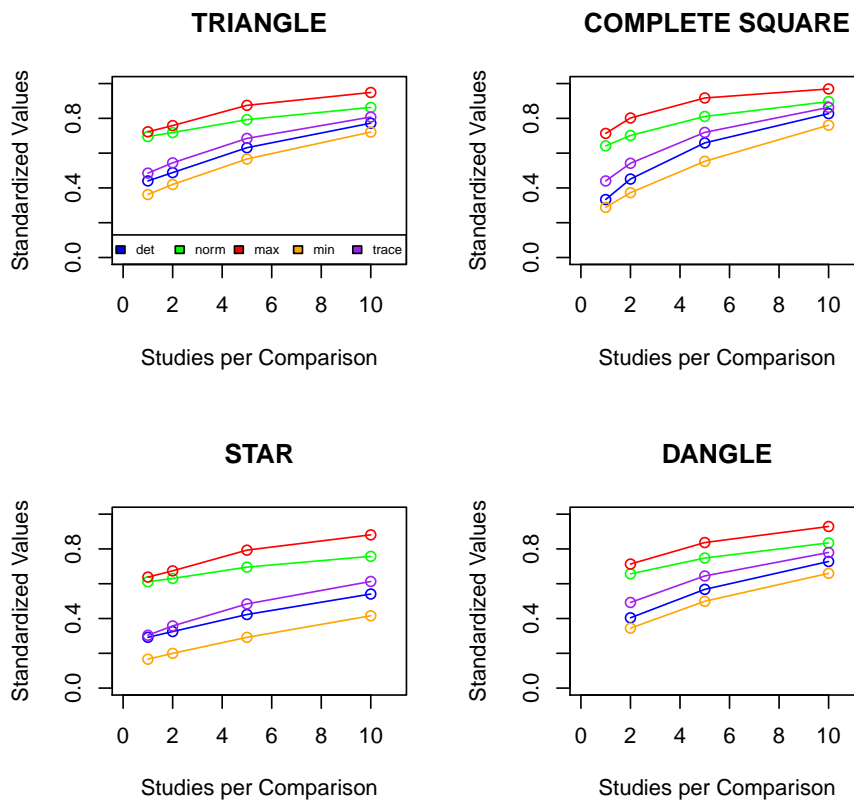 TRIANGLE
Standardized Values
0.0 0.4 0.8
det norm max min trace
0 2 4 6 8 10
Studies per Comparison
COMPLETE SQUARE
Standardized Values
0.0 0.4 0.8
0 2 4 6 8 10
Studies per Comparison
STAR
Standardized Values
0.0 0.4 0.8
0 2 4 6 8 10
Studies per Comparison
DANGLE
Standardized Values
0.0 0.4 0.8
0 2 4 6 8 10
Studies per Comparison